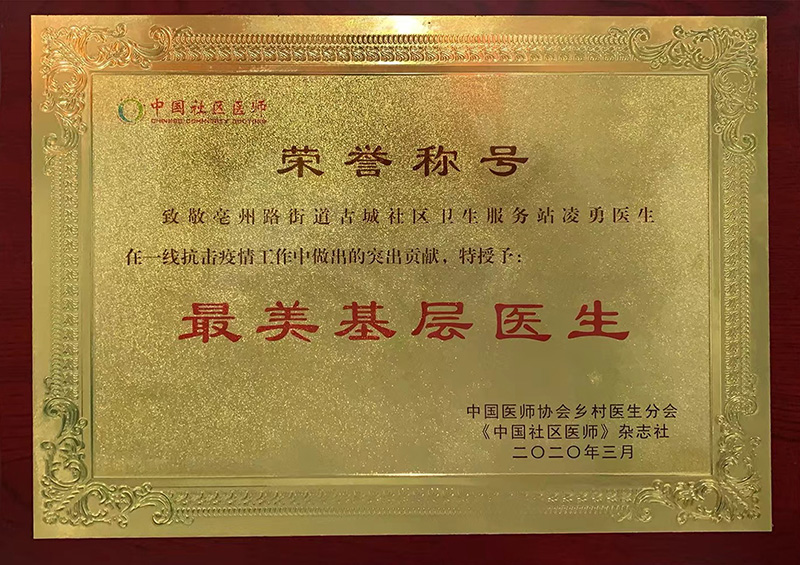 中国社区医师
CHINESE COMMUNITY DOCTORS
荣誉称号
致敬亳州路街道古城社区卫生服务站凌勇医生
在一线抗击疫情工作中做出的突出贡献，特授予：
最美基层医生
中国医师协会乡村医生分会
《中国社区医师》杂志社
二〇二〇年三月